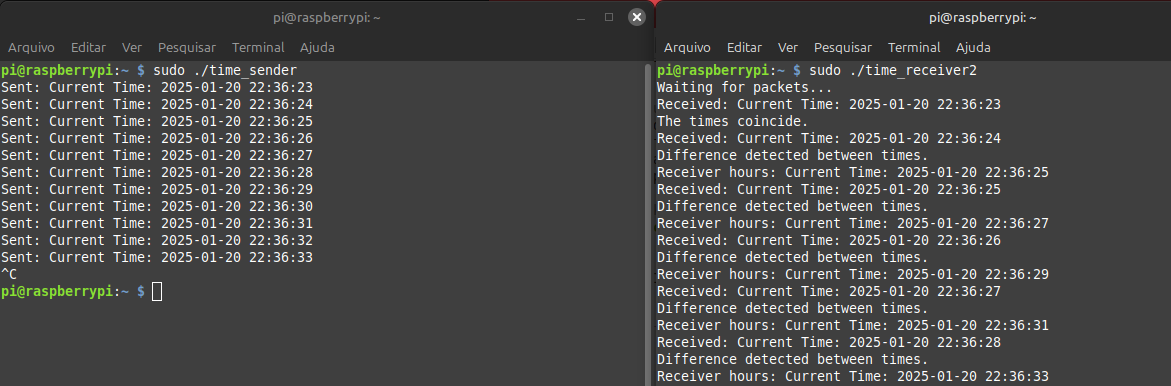 pi@raspberrypi: ~
Arquivo Editar Ver Pesquisar Terminal Ajuda
pi@raspberrypi:~ $ sudo ./time_sender
Sent: Current Time: 2025-01-20 22:36:23
Sent: Current Time: 2025-01-20 22:36:24
Sent: Current Time: 2025-01-20 22:36:25
Sent: Current Time: 2025-01-20 22:36:26
Sent: Current Time: 2025-01-20 22:36:27
Sent: Current Time: 2025-01-20 22:36:28
Sent: Current Time: 2025-01-20 22:36:29
Sent: Current Time: 2025-01-20 22:36:30
Sent: Current Time: 2025-01-20 22:36:31
Sent: Current Time: 2025-01-20 22:36:32
Sent: Current Time: 2025-01-20 22:36:33
^C
pi@raspberrypi:~ $
pi@raspberrypi: ~
Arquivo Editar Ver Pesquisar Terminal Ajuda
pi@raspberrypi:~ $ sudo ./time_receiver2
Waiting for packets...
Received: Current Time: 2025-01-20 22:36:23
The times coincide.
Received: Current Time: 2025-01-20 22:36:24
Difference detected between times.
Receiver hours: Current Time: 2025-01-20 22:36:25
Received: Current Time: 2025-01-20 22:36:25
Difference detected between times.
Receiver hours: Current Time: 2025-01-20 22:36:27
Received: Current Time: 2025-01-20 22:36:26
Difference detected between times.
Receiver hours: Current Time: 2025-01-20 22:36:29
Received: Current Time: 2025-01-20 22:36:27
Difference detected between times.
Receiver hours: Current Time: 2025-01-20 22:36:31
Received: Current Time: 2025-01-20 22:36:28
Difference detected between times.
Receiver hours: Current Time: 2025-01-20 22:36:33